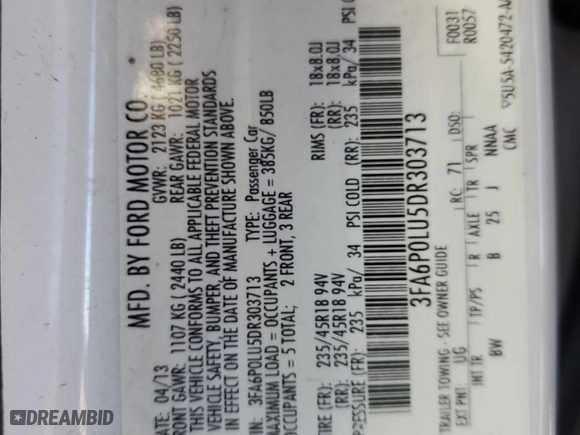 MFD. BY FORD MOTOR CO.
DATE: 04/13 GVWR: 2123 KG (4680 LB)
FRONT GAWR: 1107 KG (2440 LB) REAR GAWR: 1021 KG (2250 LB)
THIS VEHICLE CONFORMS TO ALL APPLICABLE FEDERAL MOTOR
VEHICLE SAFETY, BUMPER, AND THEFT PREVENTION STANDARDS
IN EFFECT ON THE DATE OF MANUFACTURE SHOWN ABOVE.
VIN: 3FA6P0LU5DR303713 TYPE: Passenger Car
MAXIMUM LOAD = OCCUPANTS + LUGGAGE = 385KG/ 850LB
OCCUPANTS = 5 TOTAL; 2 FRONT, 3 REAR
TIRE (FR): 235/45R18 94V RIMS (FR): 18x8.0J
(RR): 235/45R18 94V (RR): 18x8.0J
PRESSURE (FR): 235 kPa/ 34 PSI COLD (RR): 235 kPa/ 34 PSI
3FA6P0LU5DR303713
F0031
R0057
TRAILER TOWING - SEE OWNER GUIDE
EXT PNT: UG RC: 71 DSO:
INT TR TP/PS R AXLE TR SPR
BW B 25 J NNAA
CMC
5U5A-5420472-A
DREAMBID